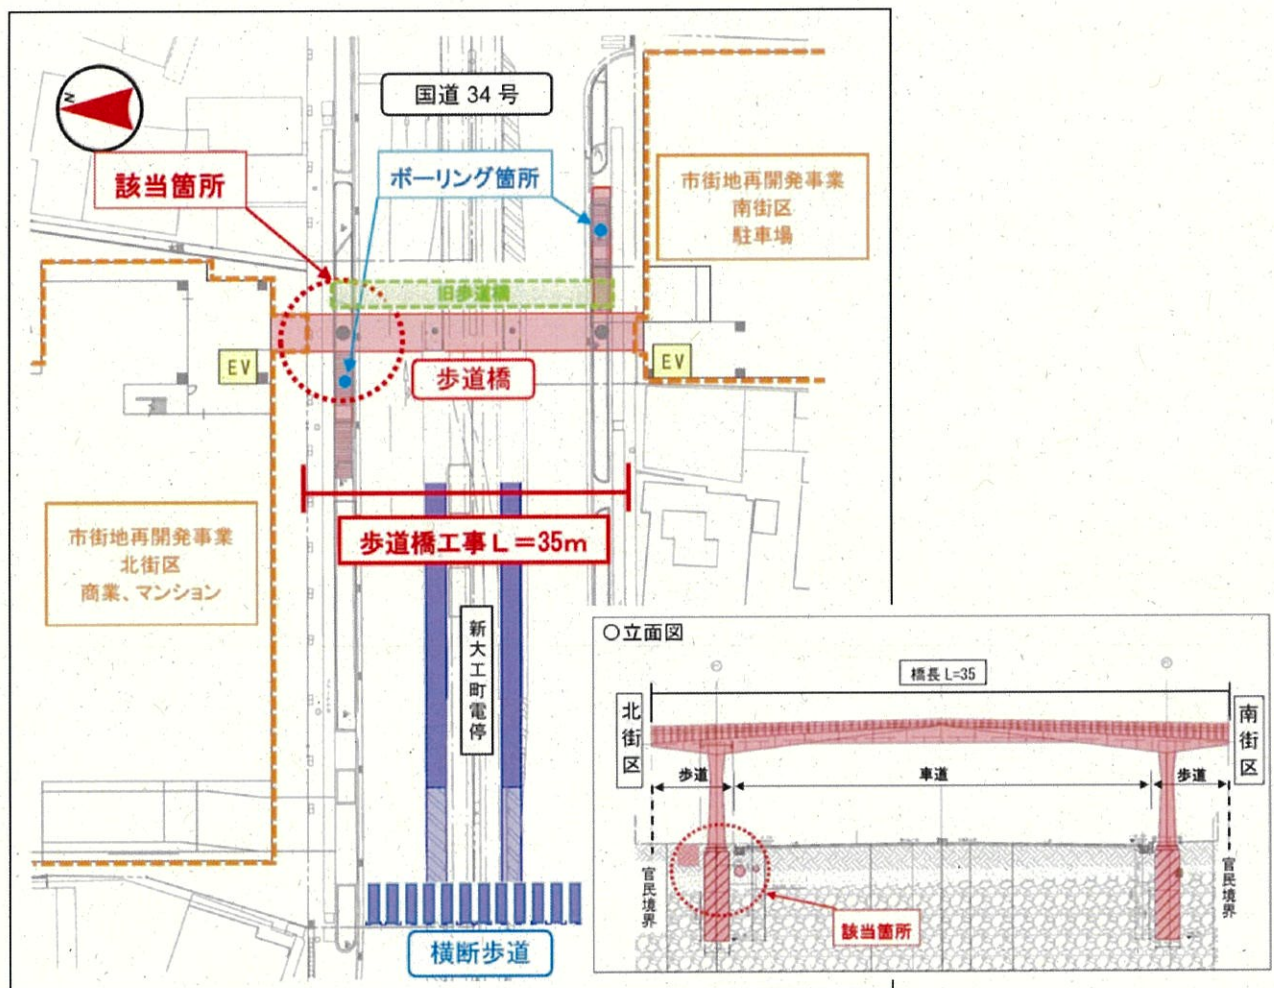 国道34号
N
該当箇所
ボーリング箇所
市街地再開発事業
南街区
駐車場
旧歩道橋
EV
EV
歩道橋
歩道橋工事L=35m
市街地再開発事業
北街区
商業、マンション
新大工町電停
横断歩道
○立面図
橋長L=35
北街区
南街区
歩道
車道
歩道
官民境界
官民境界
該当箇所